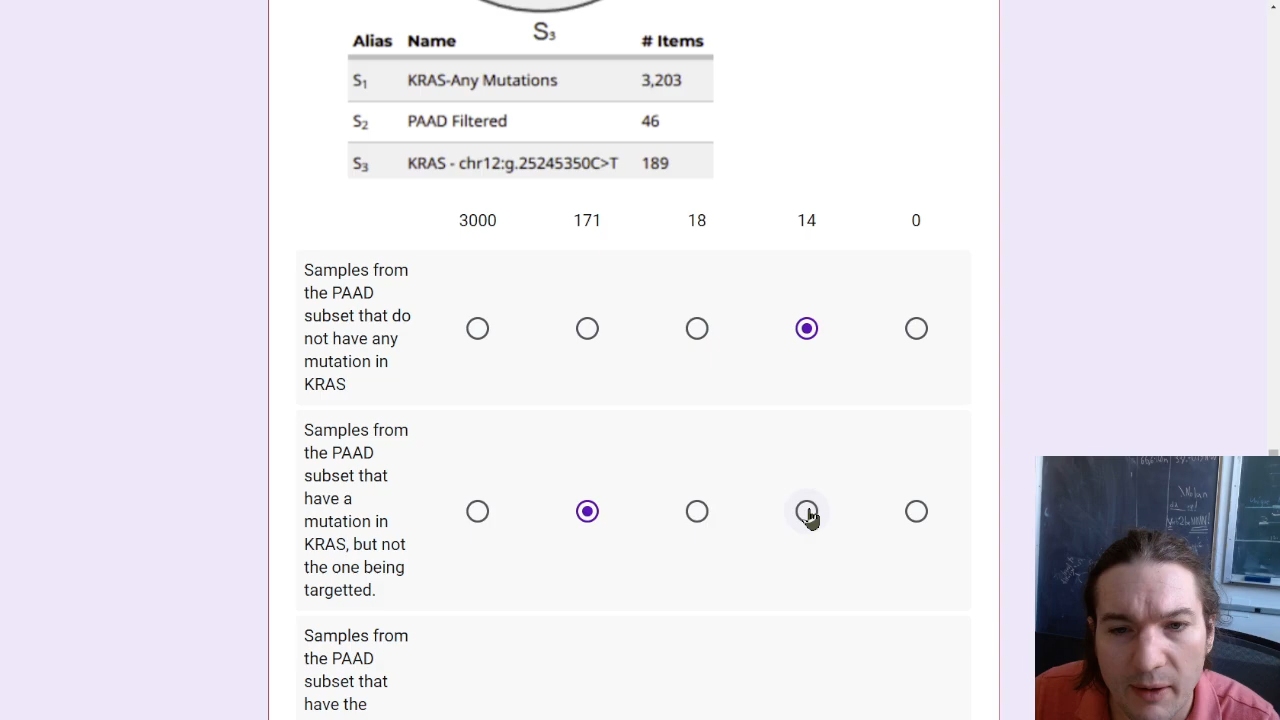 S₃
Alias Name # Items
S₁ KRAS-Any Mutations 3,203
S₂ PAAD Filtered 46
S₃ KRAS - chr12:g.25245350C>T 189
3000 171 18 14 0
Samples from
the PAAD
subset that do
not have any
mutation in
KRAS
Samples from
the PAAD
subset that
have a
mutation in
KRAS, but not
the one being
targetted.
Samples from
the PAAD
subset that
have the